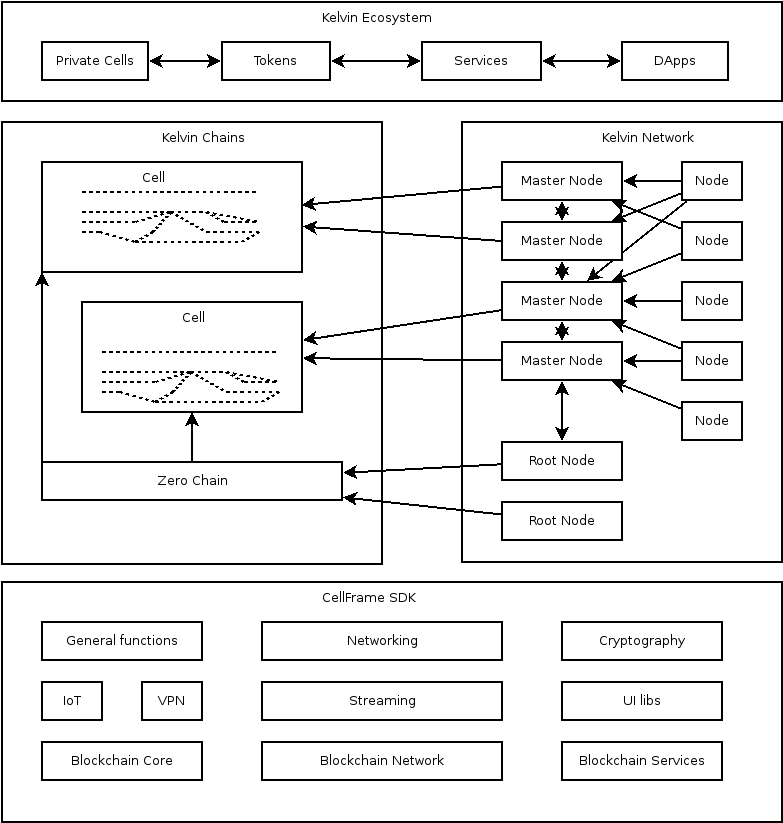 Kelvin Ecosystem
Private Cells
Tokens
Services
DApps
Kelvin Chains
Cell
Cell
Zero Chain
Kelvin Network
Master Node
Node
Master Node
Node
Master Node
Node
Master Node
Node
Node
Root Node
Root Node
CellFrame SDK
General functions
Networking
Cryptography
IoT
VPN
Streaming
UI libs
Blockchain Core
Blockchain Network
Blockchain Services